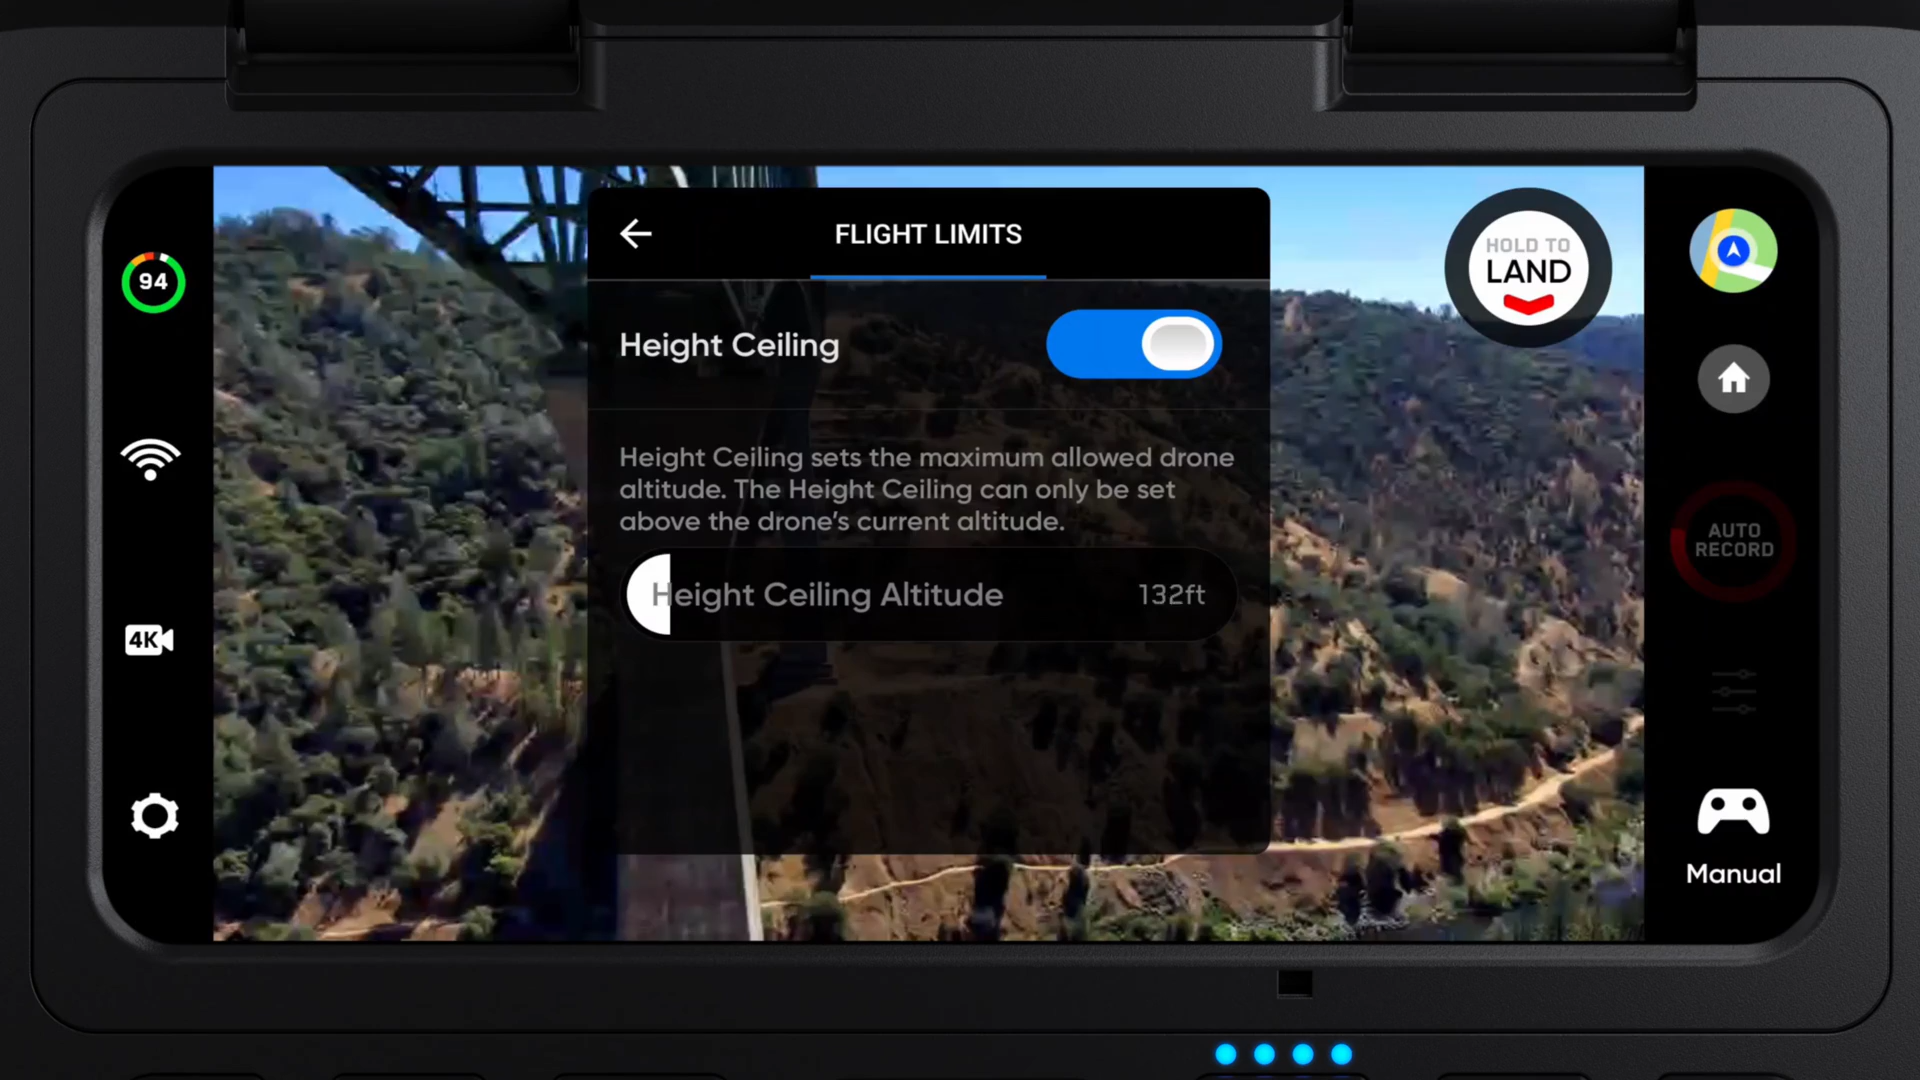 FLIGHT LIMITS
HOLD TO
LAND
94
Height Ceiling
Height Ceiling sets the maximum allowed drone
altitude. The Height Ceiling can only be set
above the drone's current altitude.
AUTO
RECORD
Height Ceiling Altitude 132ft
4K
Manual